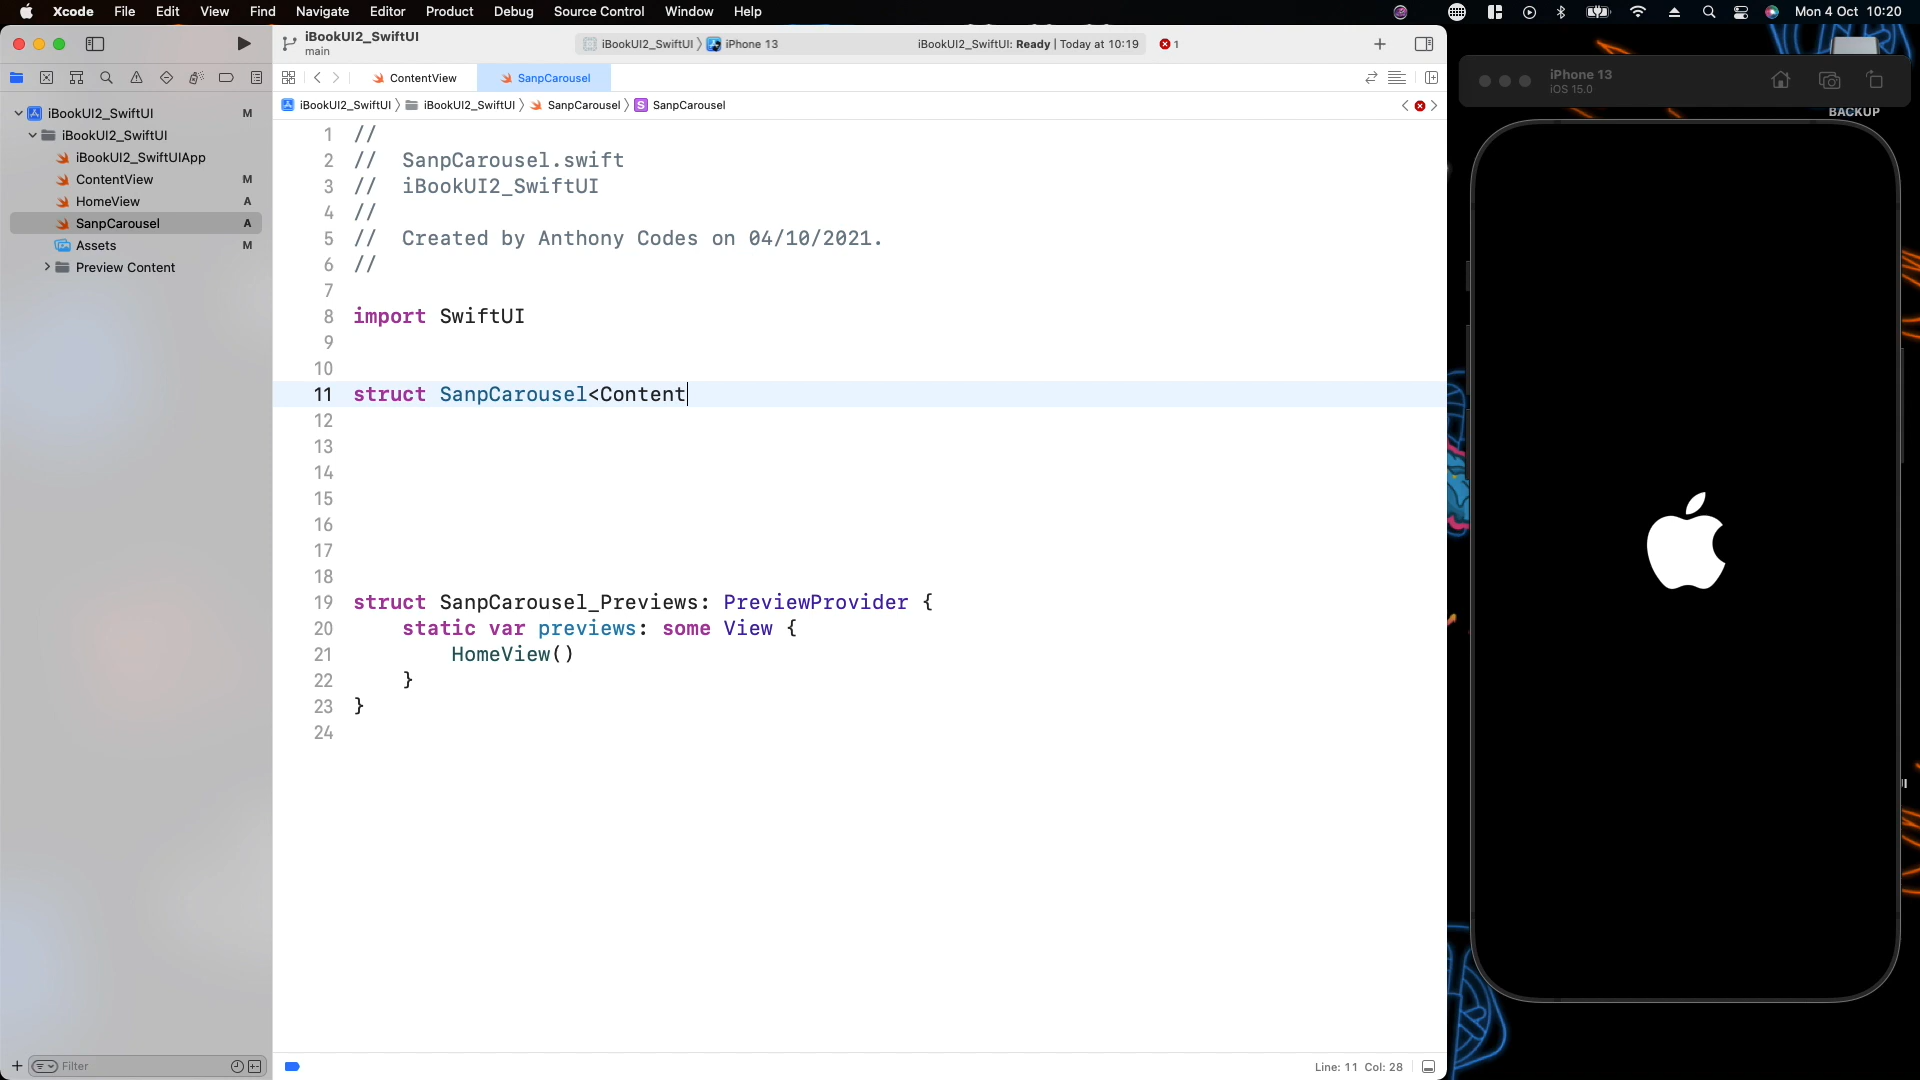 Xcode File Edit View Find Navigate Editor Product Debug Source Control Window Help
Mon 4 Oct 10:20
iBookUI2_SwiftUI
main
iBookUI2_SwiftUI iPhone 13
iBookUI2_SwiftUI: Ready | Today at 10:19
1
ContentView
SanpCarousel
iBookUI2_SwiftUI iBookUI2_SwiftUI SanpCarousel S SanpCarousel
iBookUI2_SwiftUI M
iBookUI2_SwiftUI
iBookUI2_SwiftUIApp
ContentView M
HomeView A
SanpCarousel A
Assets M
Preview Content
1 //
2 // SanpCarousel.swift
3 // iBookUI2_SwiftUI
4 //
5 // Created by Anthony Codes on 04/10/2021.
6 //
7
8 import SwiftUI
9
10
11 struct SanpCarousel<Content
12
13
14
15
16
17
18
19 struct SanpCarousel_Previews: PreviewProvider {
20 static var previews: some View {
21 HomeView()
22 }
23 }
24
Filter
Line: 11 Col: 28
iPhone 13
iOS 15.0
BACKUP